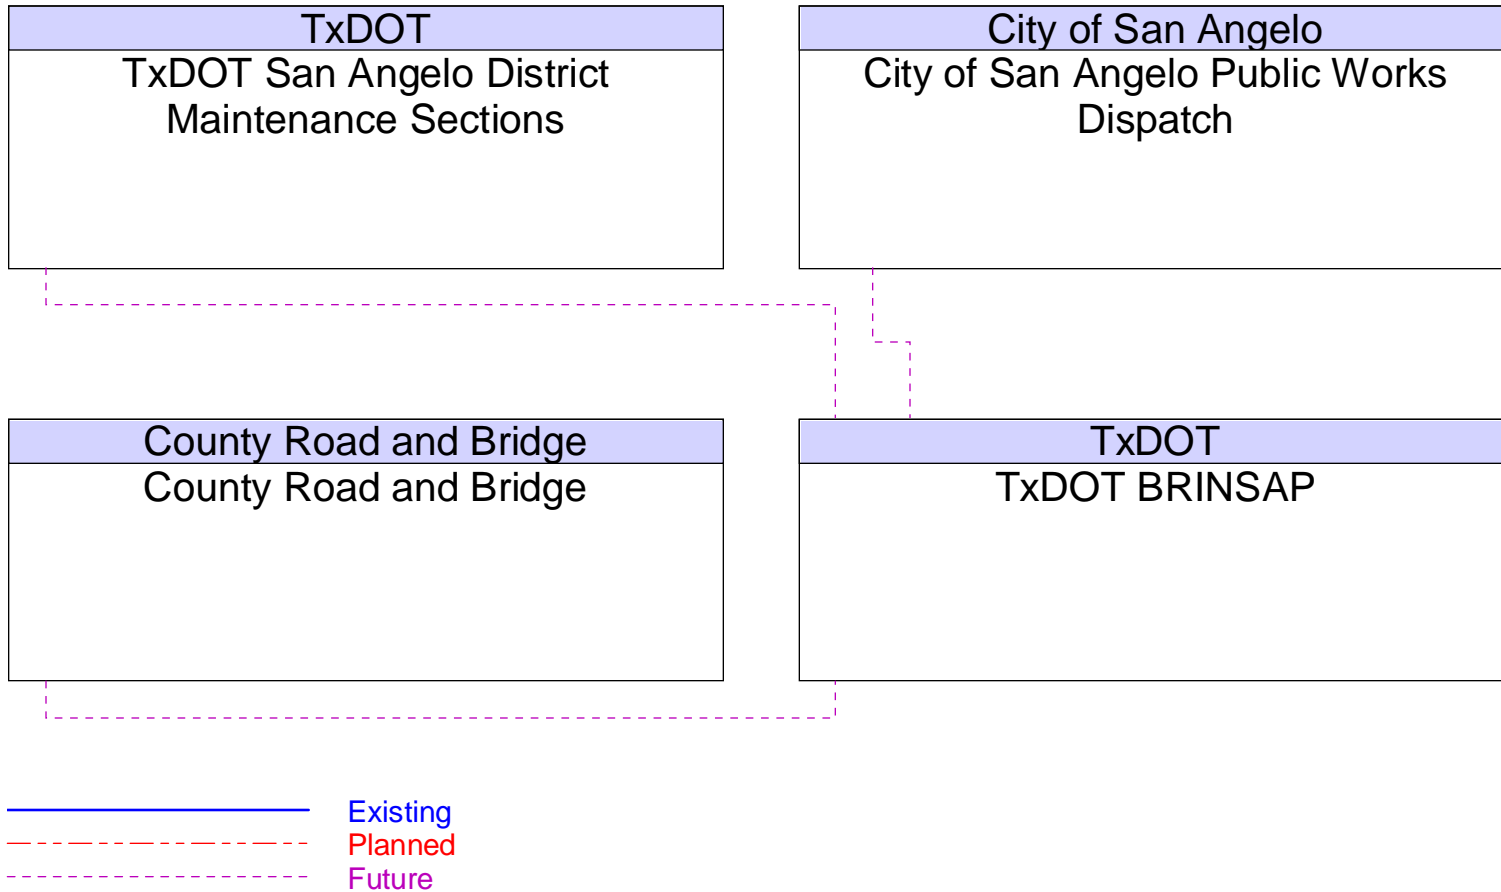 TxDOT
TxDOT San Angelo District
Maintenance Sections
City of San Angelo
City of San Angelo Public Works
Dispatch
County Road and Bridge
County Road and Bridge
TxDOT
TxDOT BRINSAP
Existing
Planned
Future